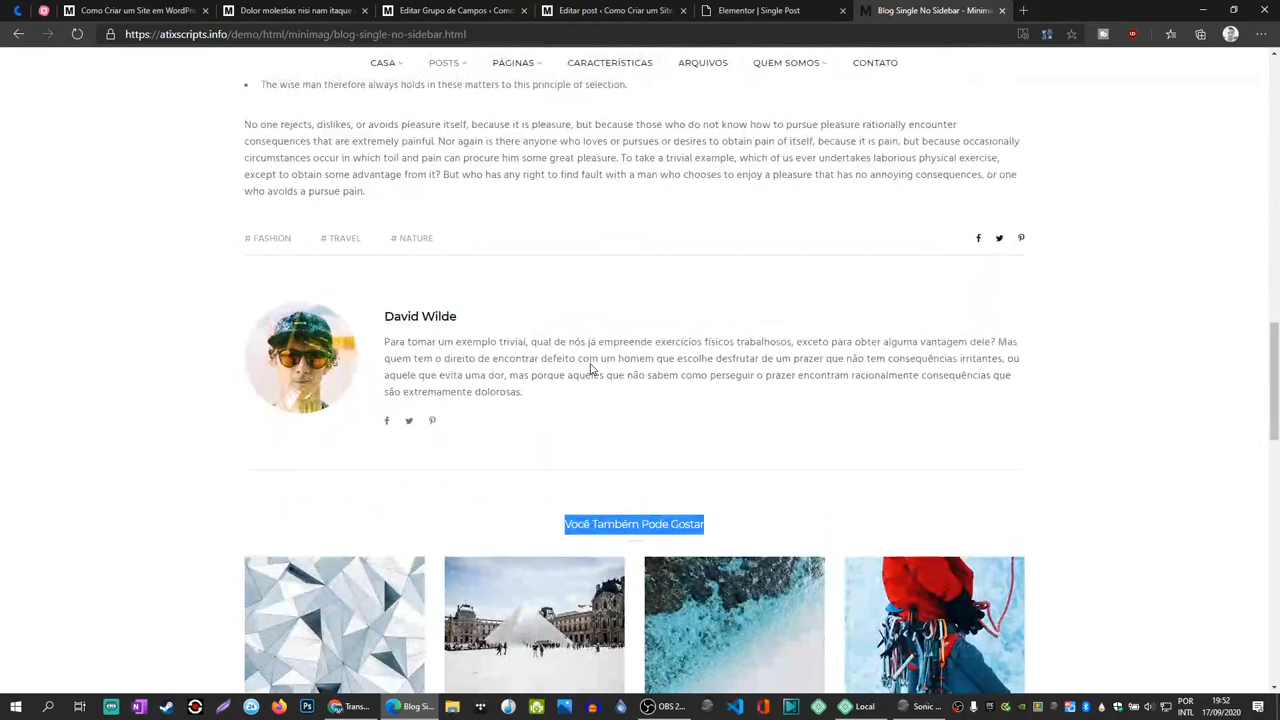 Como Criar um Site em WordPr
Dolor molestias nisi nam itaque
Editar Grupo de Campos ‹ Como
Editar post ‹ Como Criar um Site
Elementor | Single Post
Blog Single No Sidebar - Minima
https://atixscripts.info/demo/html/minimag/blog-single-no-sidebar.html
CASA POSTS PÁGINAS CARACTERÍSTICAS ARQUIVOS QUEM SOMOS CONTATO
The wise man therefore always holds in these matters to this principle of selection.
No one rejects, dislikes, or avoids pleasure itself, because it is pleasure, but because those who do not know how to pursue pleasure rationally encounter
consequences that are extremely painful. Nor again is there anyone who loves or pursues or desires to obtain pain of itself, because it is pain, but because occasionally
circumstances occur in which toil and pain can procure him some great pleasure. To take a trivial example, which of us ever undertakes laborious physical exercise,
except to obtain some advantage from it? But who has any right to find fault with a man who chooses to enjoy a pleasure that has no annoying consequences, or one
who avoids a pursue pain.
# FASHION # TRAVEL # NATURE
David Wilde
Para tomar um exemplo trivial, qual de nós já empreende exercícios físicos trabalhosos, exceto para obter alguma vantagem dele? Mas
quem tem o direito de encontrar defeito com um homem que escolhe desfrutar de um prazer que não tem consequências irritantes, ou
aquele que evita uma dor, mas porque aqueles que não sabem como perseguir o prazer encontram racionalmente consequências que
são extremamente dolorosas.
Você Também Pode Gostar
Trans...
Blog Si...
OBS 2...
Local
Sonic ...
POR
INTL
19:52
17/09/2020